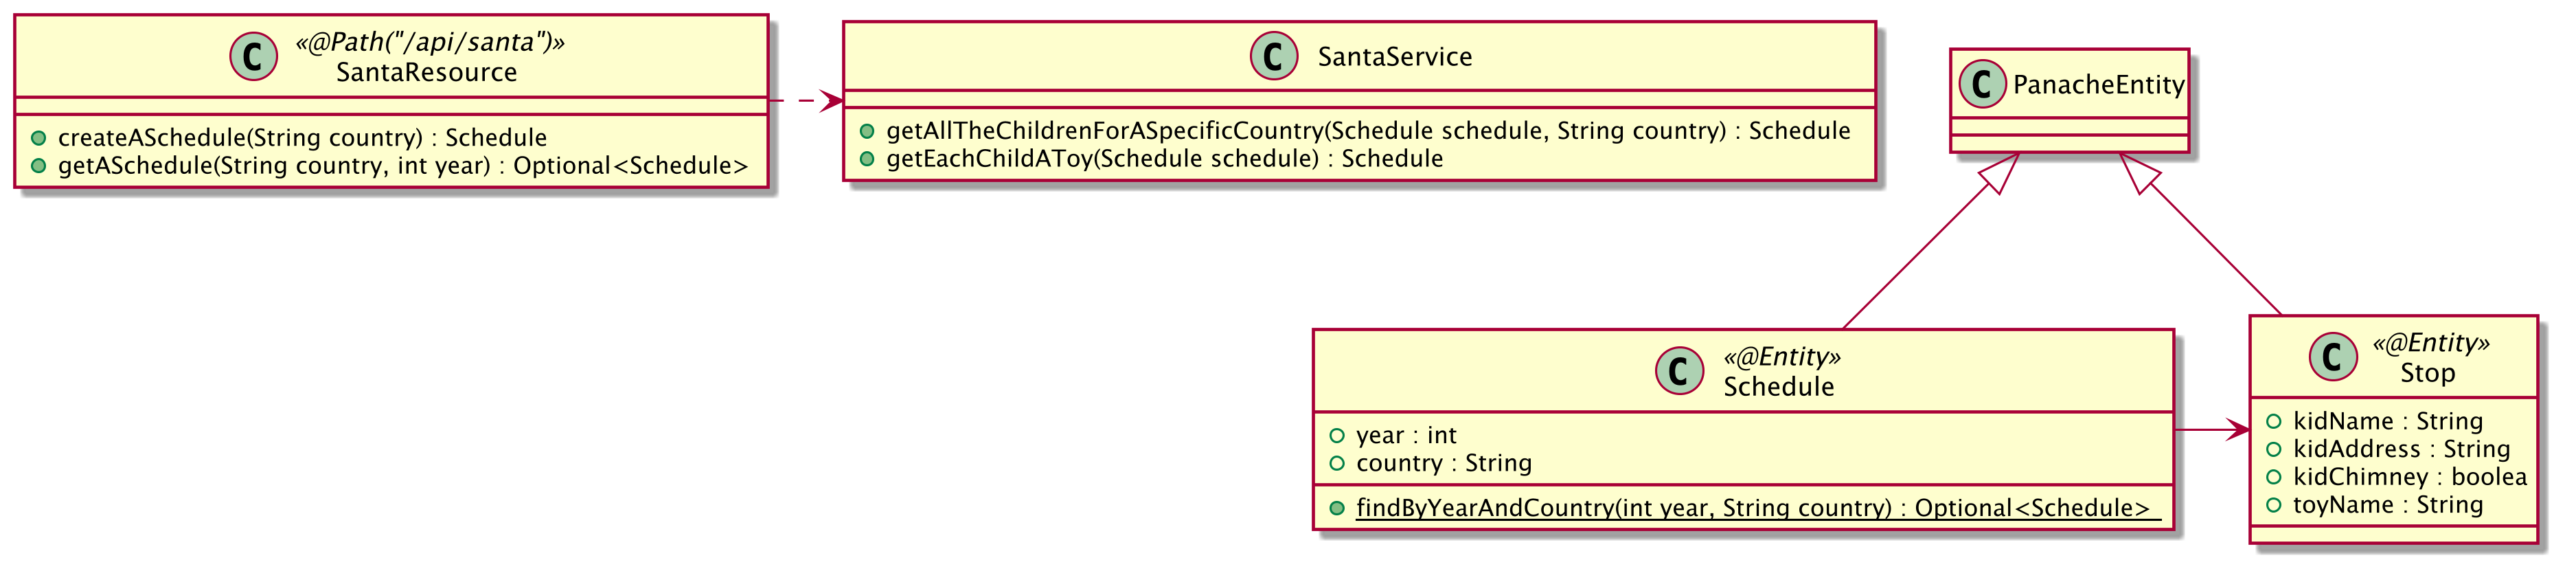 C
«@Path("/api/santa")»
SantaResource
createASchedule(String country) : Schedule
getASchedule(String country, int year) : Optional<Schedule>
C
SantaService
getAllTheChildrenForASpecificCountry(Schedule schedule, String country) : Schedule
getEachChildAToy(Schedule schedule) : Schedule
C
PanacheEntity
C
«@Entity»
Schedule
year : int
country : String
findByYearAndCountry(int year, String country) : Optional<Schedule>
C
«@Entity»
Stop
kidName : String
kidAddress : String
kidChimney : boolea
toyName : String